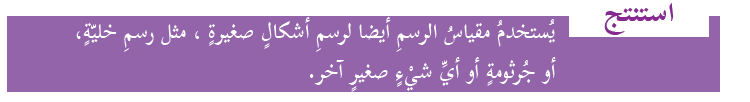 استنتج
يُستخدمُ مقياسُ الرسمِ أيضا لرسمِ أشكالٍ صغيرةٍ ، مثل رسمِ خليّةٍ،
أو جُرثومةٍ أو أيِّ شيْءٍ صغيرٍ آخر.